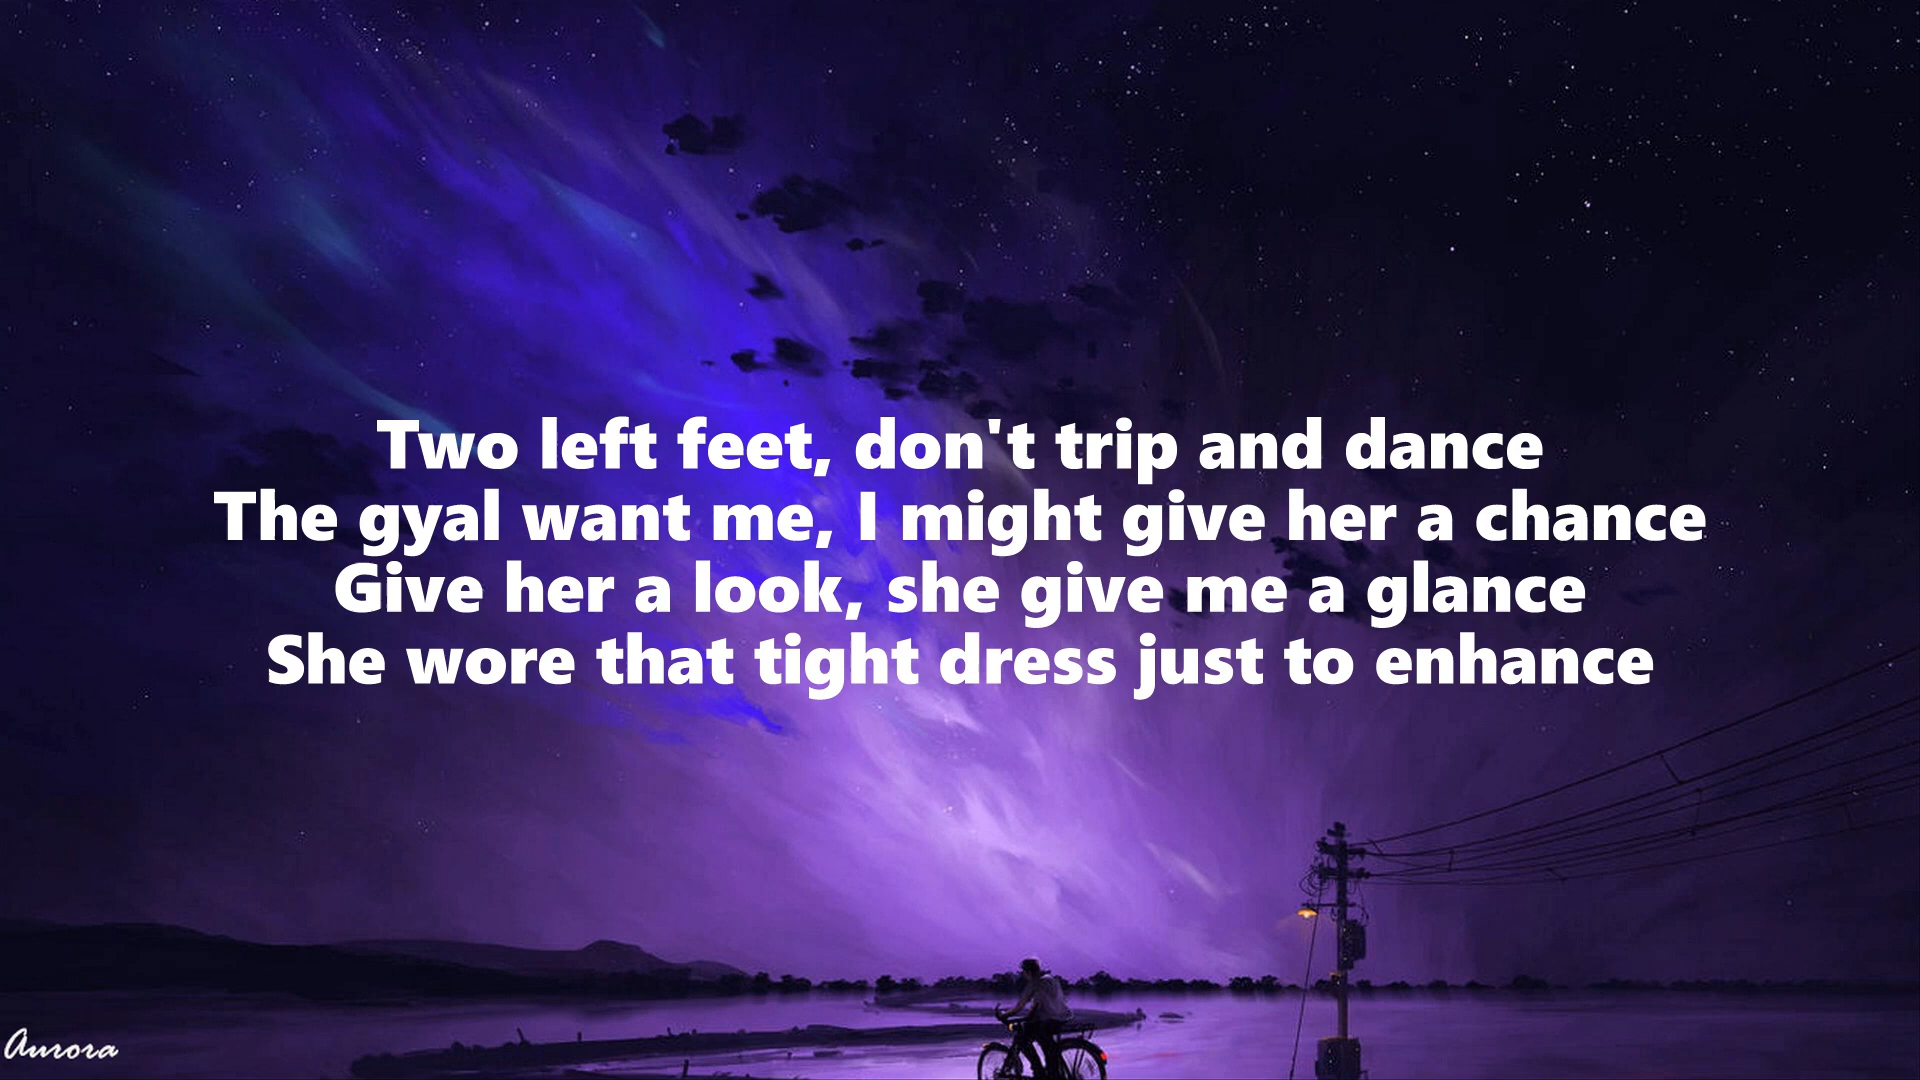 Two left feet, don't trip and dance
The gyal want me, I might give her a chance
Give her a look, she give me a glance
She wore that tight dress just to enhance
Aurora